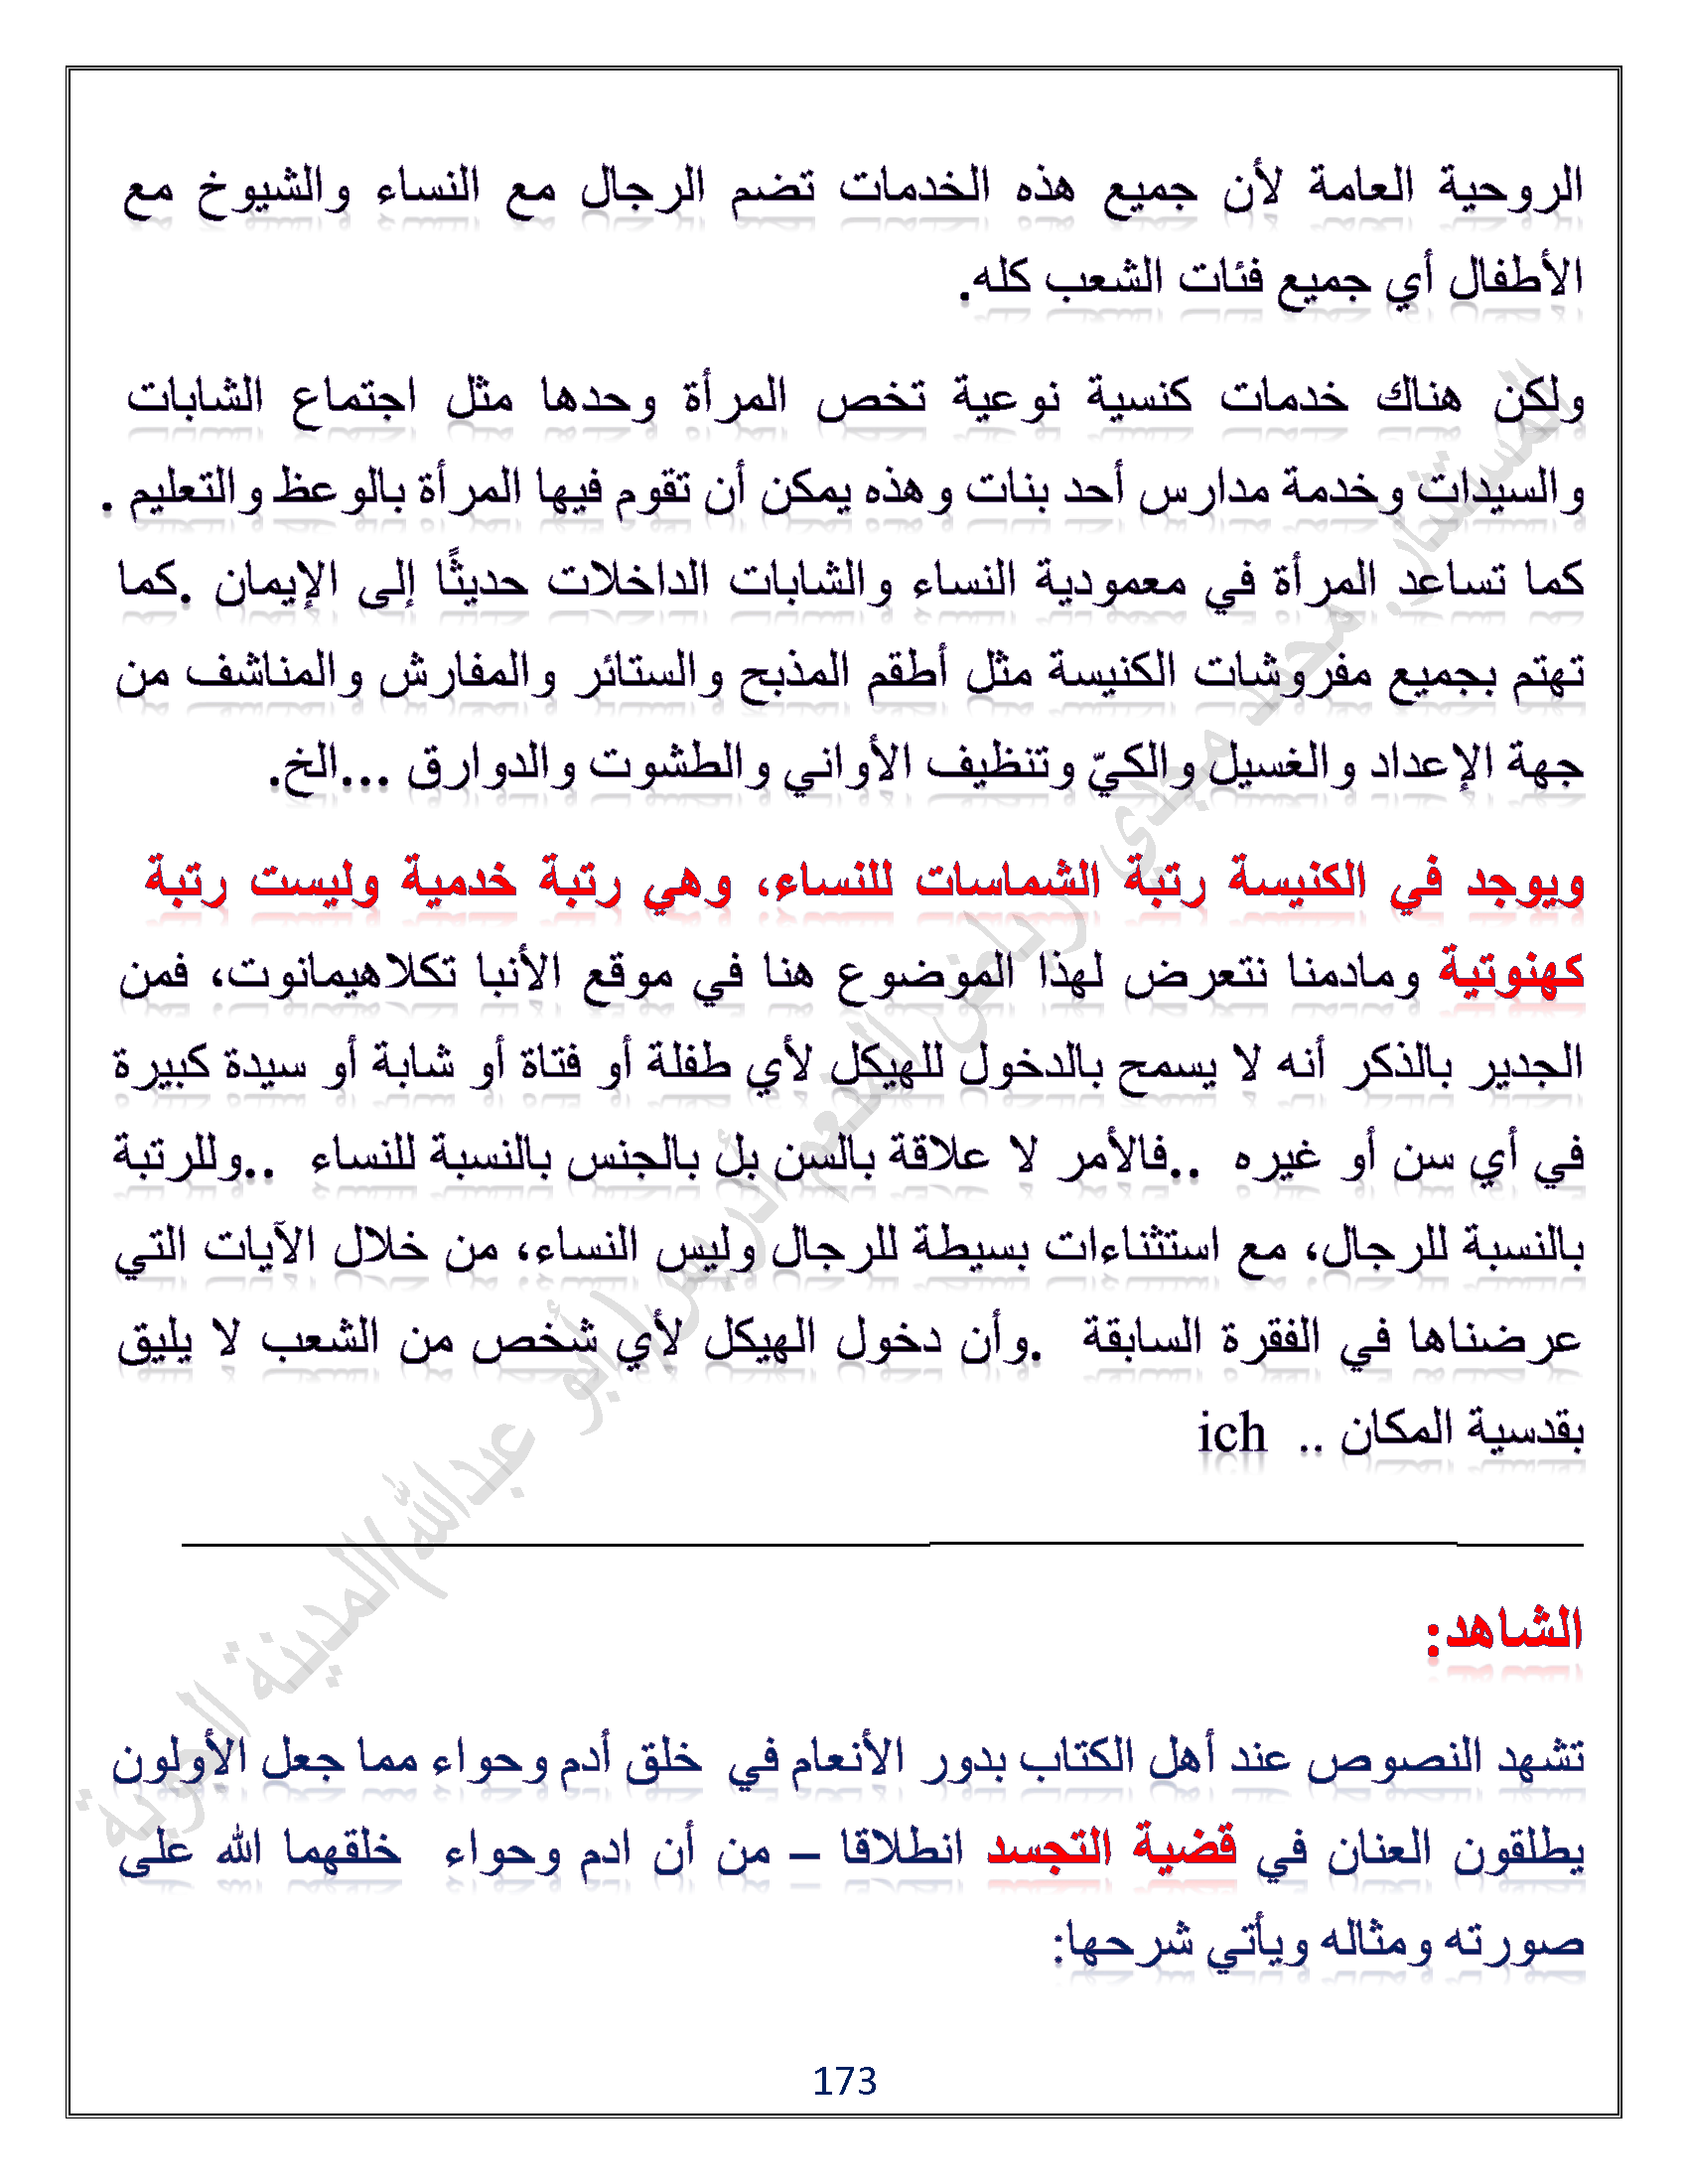 الروحية العامة لأن جميع هذه الخدمات تضم الرجال مع النساء والشيوخ مع
الأطفال أي جميع فئات الشعب كله.
ولكن هناك خدمات كنسية نوعية تخص المرأة وحدها مثل اجتماع الشابات
والسيدات وخدمة مدارس أحد بنات وهذه يمكن أن تقوم فيها المرأة بالوعظ والتعليم .
كما تساعد المرأة في معمودية النساء والشابات الداخلات حديثًا إلى الإيمان .كما
تهتم بجميع مفروشات الكنيسة مثل أطقم المذبح والستائر والمفارش والمناشف من
جهة الإعداد والغسيل والكيّ وتنظيف الأواني والطشوت والدوارق ...الخ.
ويوجد في الكنيسة رتبة الشماسات للنساء، وهي رتبة خدمية وليست رتبة
كهنوتية ومادمنا نتعرض لهذا الموضوع هنا في موقع الأنبا تكلاهيمانوت، فمن
الجدير بالذكر أنه لا يسمح بالدخول للهيكل لأي طفلة أو فتاة أو شابة أو سيدة كبيرة
في أي سن أو غيره ..فالأمر لا علاقة بالسن بل بالجنس بالنسبة للنساء ..وللرتبة
بالنسبة للرجال، مع استثناءات بسيطة للرجال وليس النساء، من خلال الآيات التي
عرضناها في الفقرة السابقة .وأن دخول الهيكل لأي شخص من الشعب لا يليق
بقدسية المكان .. ich
الشاهد:
تشهد النصوص عند أهل الكتاب بدور الأنعام في خلق أدم وحواء مما جعل الأولون
يطلقون العنان في قضية التجسد انطلاقا – من أن ادم وحواء خلقهما الله على
صورته ومثاله ويأتي شرحها:
173